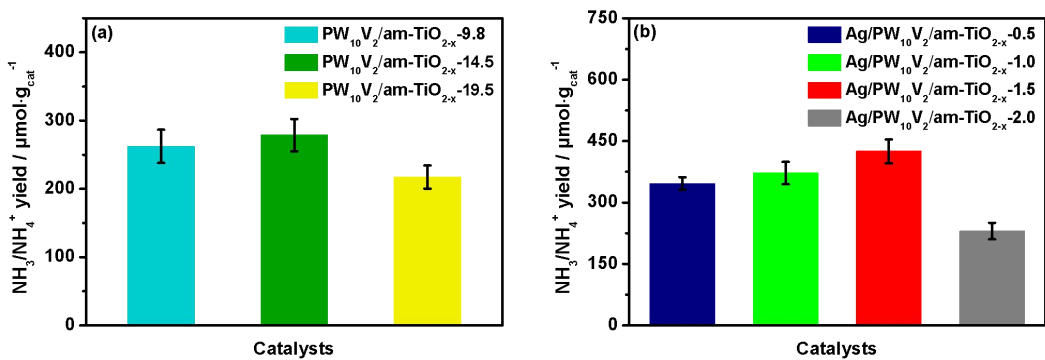 (a)
PW₁₀V₂/am-TiO₂₋ₓ-9.8
PW₁₀V₂/am-TiO₂₋ₓ-14.5
PW₁₀V₂/am-TiO₂₋ₓ-19.5
NH₃/NH₄⁺ yield / μmol·g_cat⁻¹
400
300
200
100
0
Catalysts
(b)
Ag/PW₁₀V₂/am-TiO₂₋ₓ-0.5
Ag/PW₁₀V₂/am-TiO₂₋ₓ-1.0
Ag/PW₁₀V₂/am-TiO₂₋ₓ-1.5
Ag/PW₁₀V₂/am-TiO₂₋ₓ-2.0
NH₃/NH₄⁺ yield / μmol·g_cat⁻¹
750
600
450
300
150
0
Catalysts